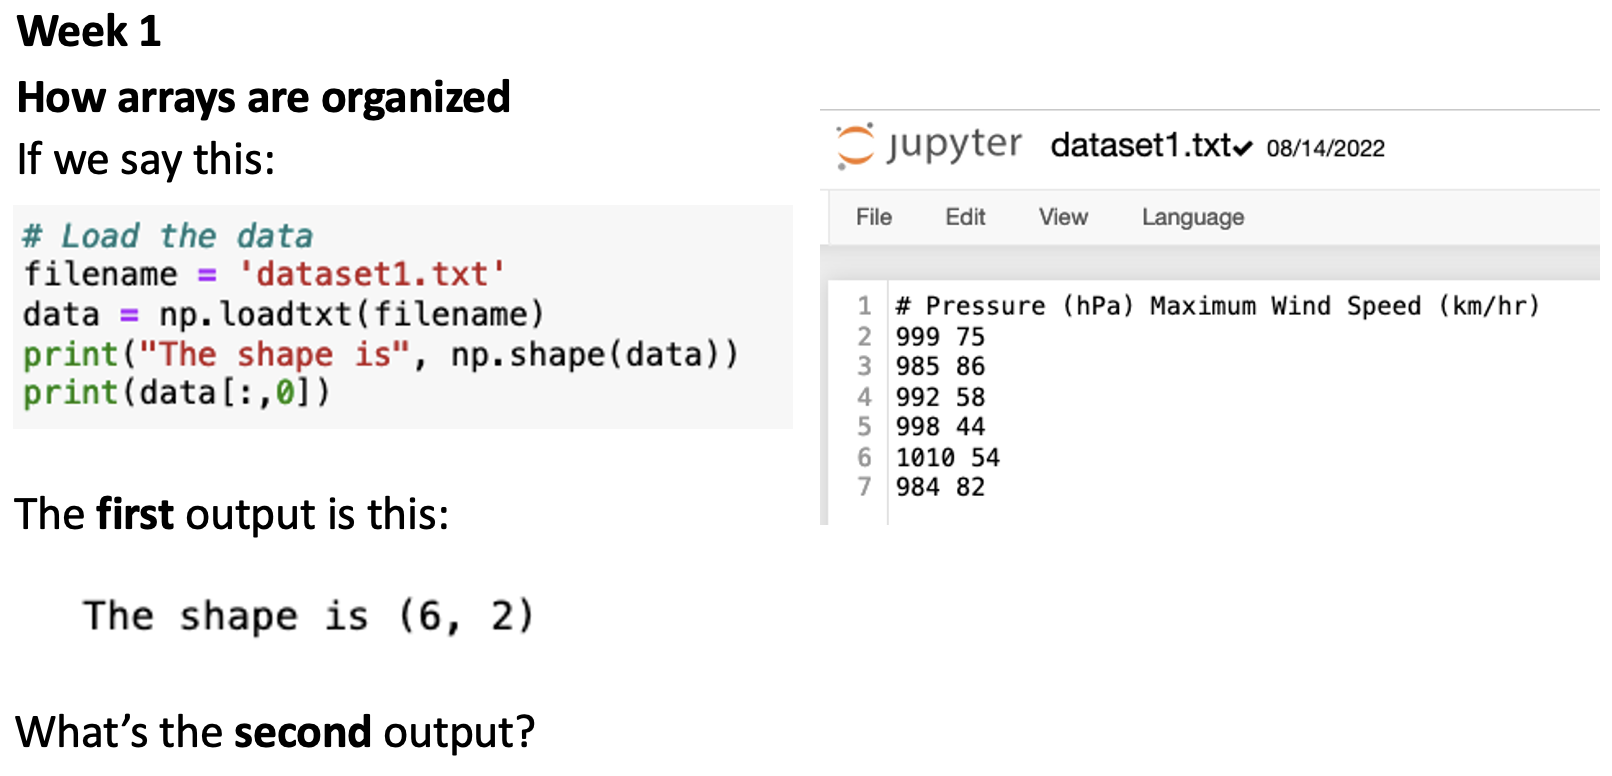 Week 1
How arrays are organized
If we say this:
# Load the data
filename = 'dataset1.txt'
data = np.loadtxt(filename)
print("The shape is", np.shape(data))
print(data[:,0])
The first output is this:
The shape is (6, 2)
What’s the second output?
jupyter dataset1.txt✔ 08/14/2022
File Edit View Language
1 # Pressure (hPa) Maximum Wind Speed (km/hr)
2 999 75
3 985 86
4 992 58
5 998 44
6 1010 54
7 984 82